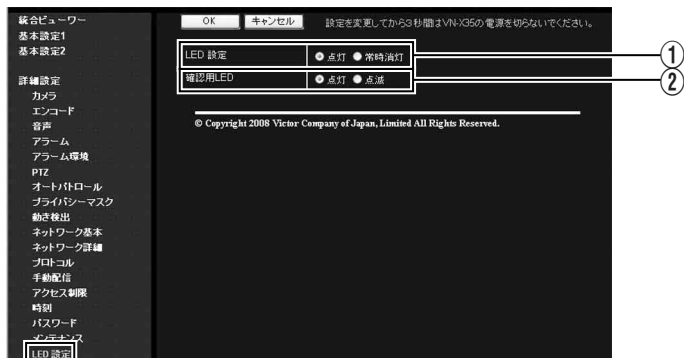 統合ビューワー
基本設定1
基本設定2
詳細設定
カメラ
エンコード
音声
アラーム
アラーム環境
PTZ
オートパトロール
プライバシーマスク
動き検出
ネットワーク基本
ネットワーク詳細
プロトコル
手動配信
アクセス制限
時刻
パスワード
メンテナンス
LED 設定
OK キャンセル 設定を変更してから3秒間はVN-X35の電源を切らないでください。
LED 設定 点灯 常時消灯
確認用LED 点灯 点滅
© Copyright 2008 Victor Company of Japan, Limited All Rights Reserved.
①
②